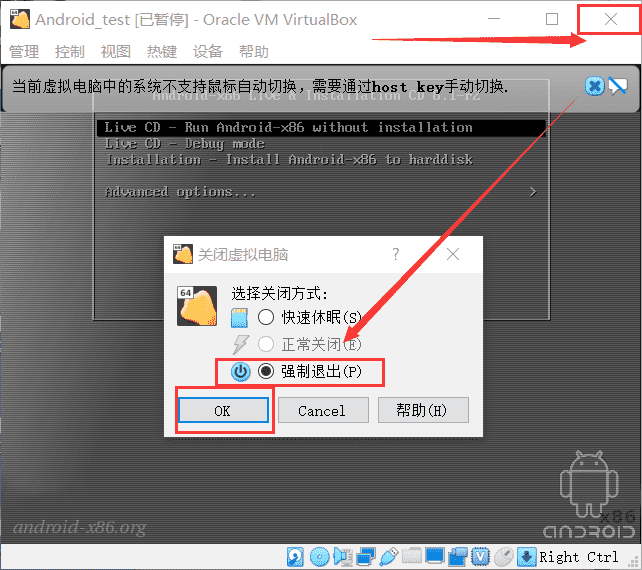 Android_test [已暂停] - Oracle VM VirtualBox
管理 控制 视图 热键 设备 帮助
当前虚拟电脑中的系统不支持鼠标自动切换，需要通过host key手动切换.
Android-x86 Live & Installation CD 6.1-r2
Live CD - Run Android-x86 without installation
Live CD - Debug mode
Installation - Install Android-x86 to harddisk
Advanced options... >
64
关闭虚拟电脑 ?
64
选择关闭方式:
快速休眠(S)
正常关闭(E)
强制退出(P)
OK Cancel 帮助(H)
x86
android-x86.org
ANDROID
Right Ctrl